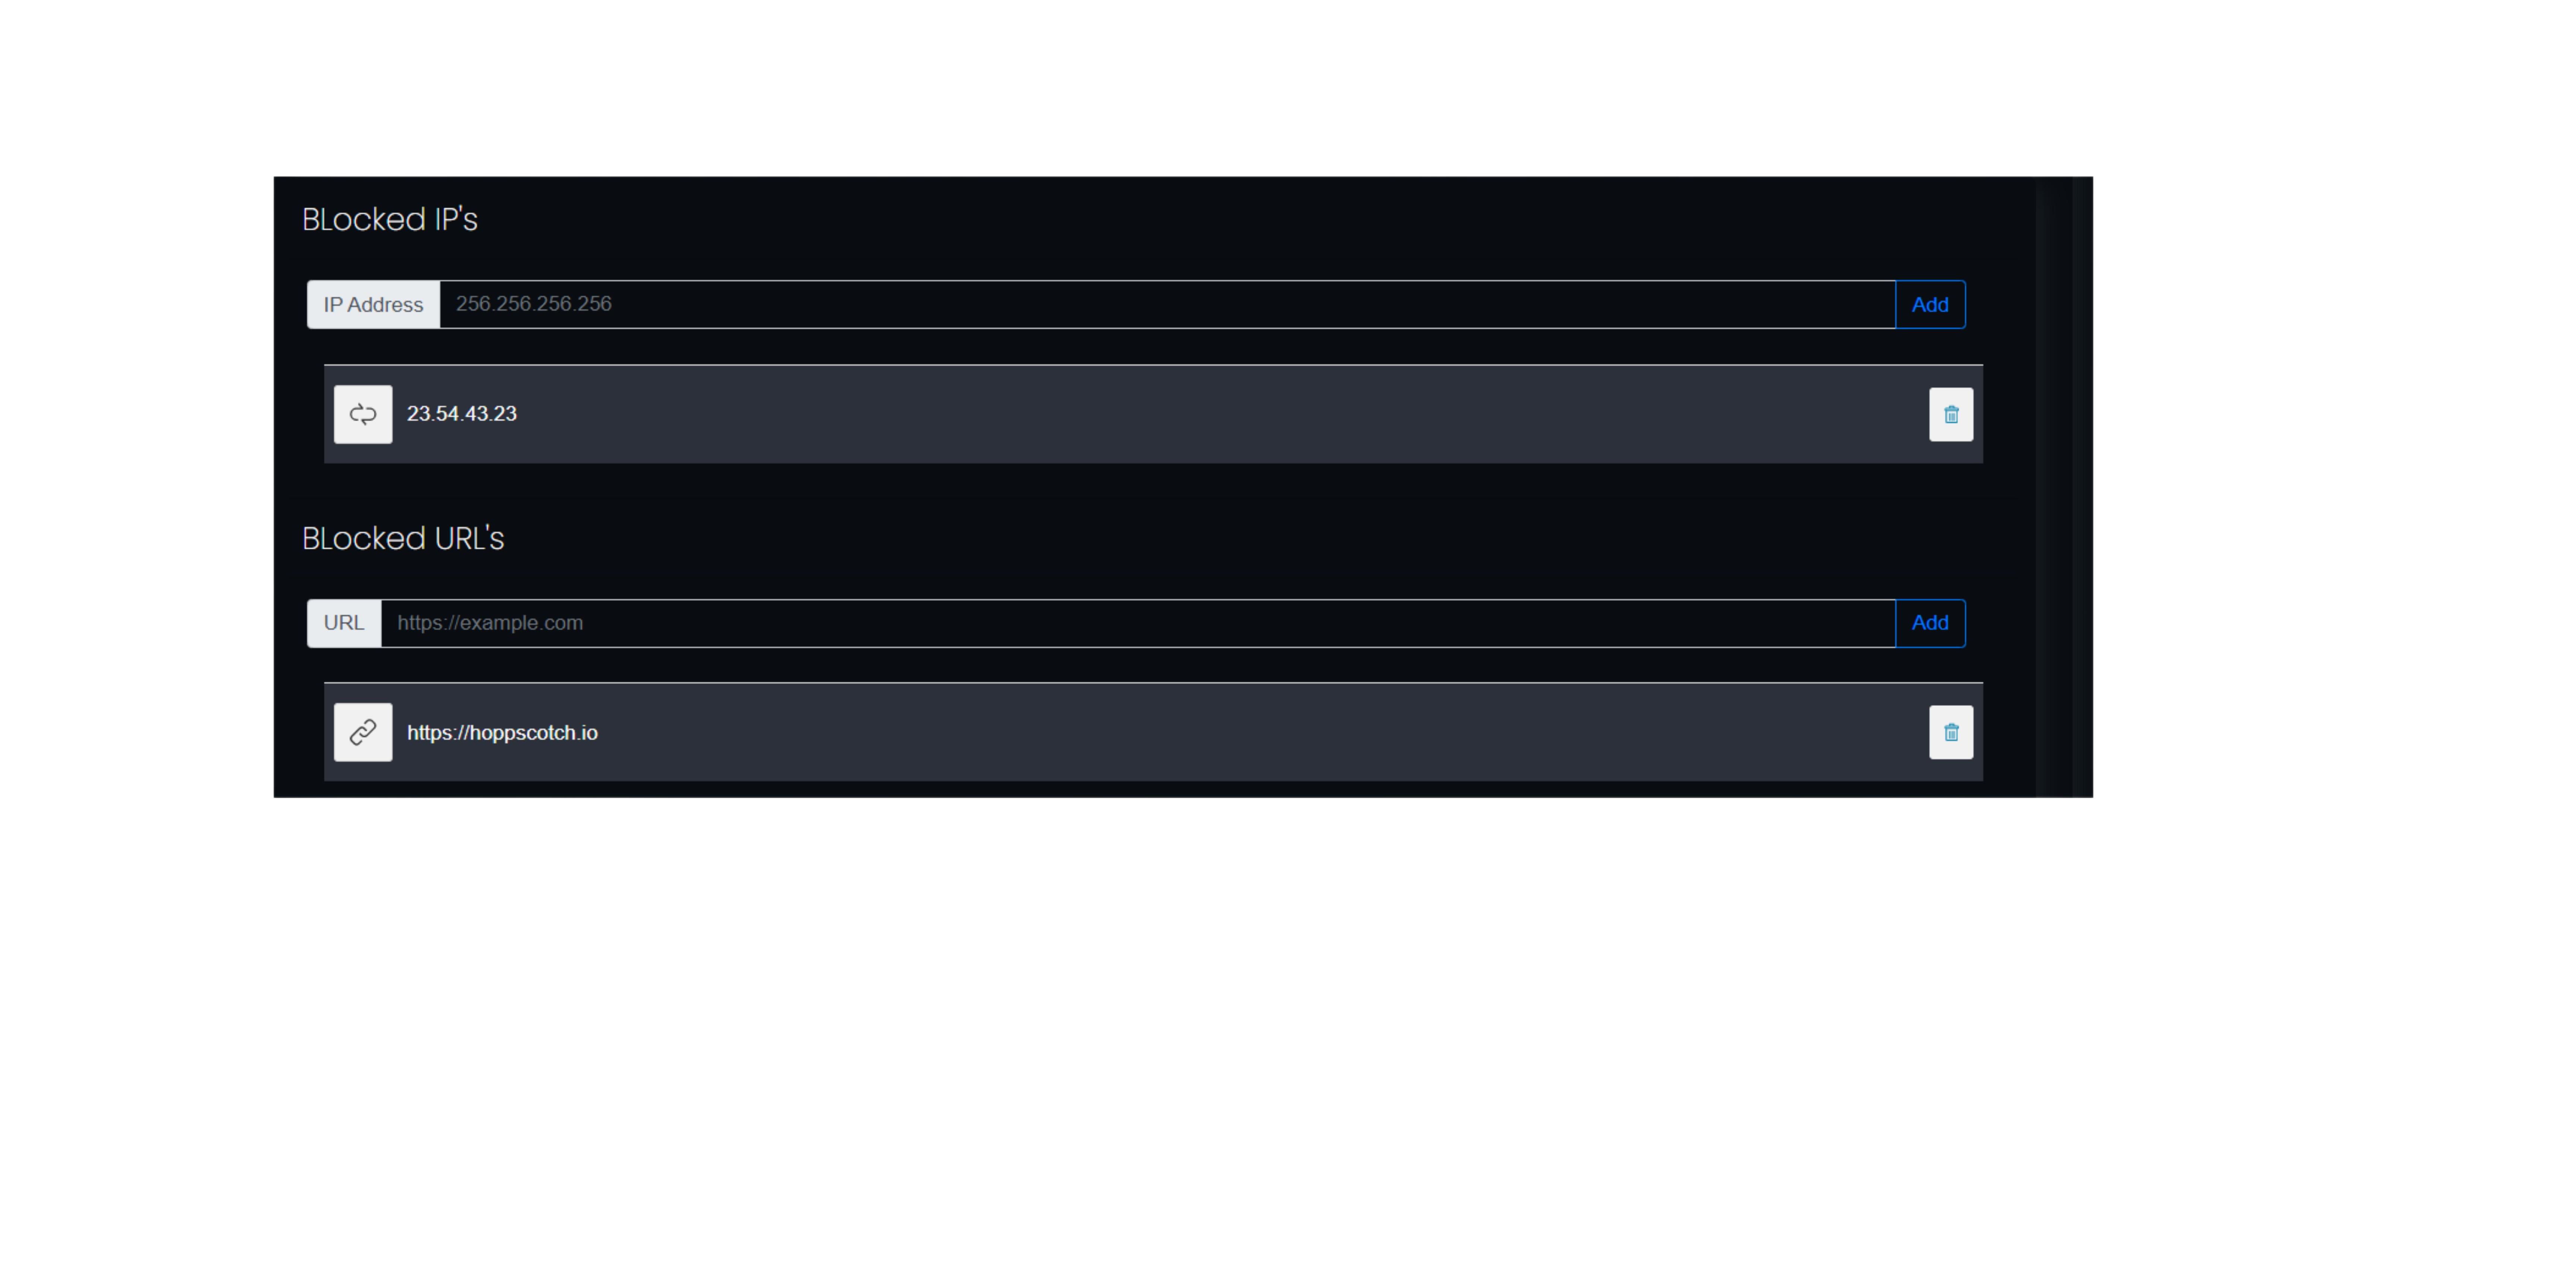 BLocked IP's
IP Address 256.256.256.256 Add
23.54.43.23
BLocked URL's
URL https://example.com Add
https://hoppscotch.io